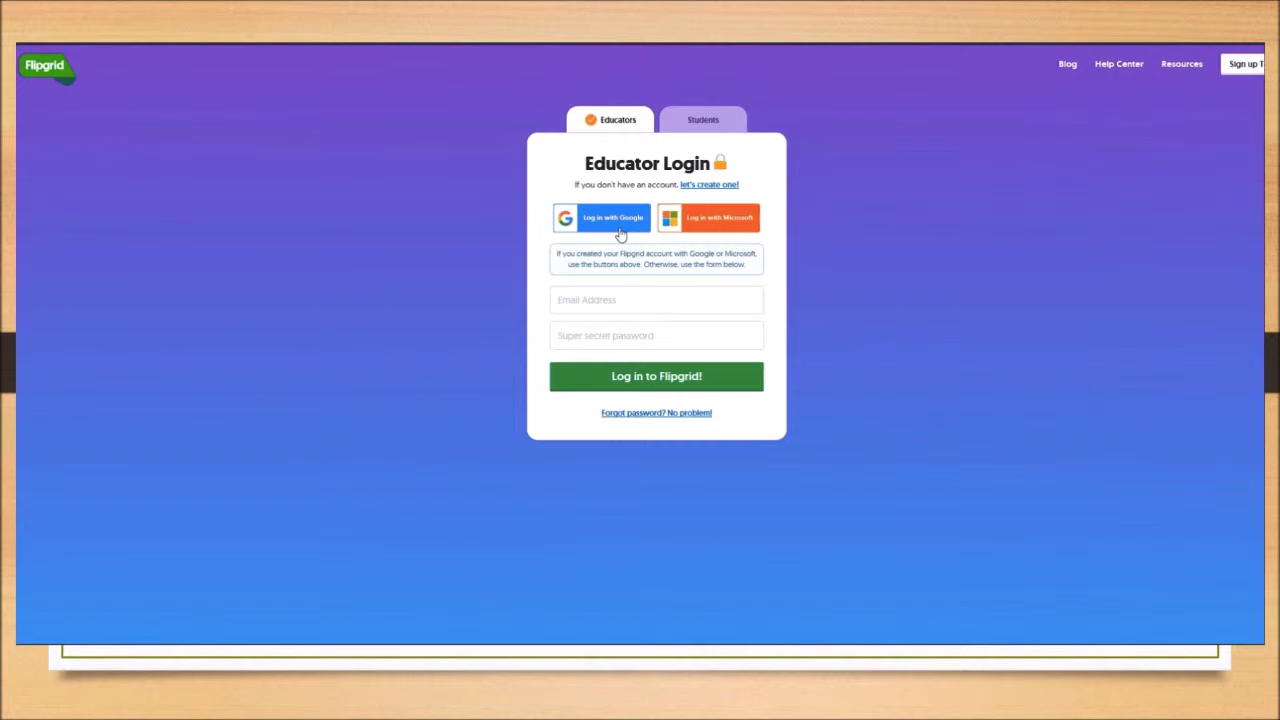 Flipgrid
Blog
Help Center
Resources
Sign up
Educators
Students
Educator Login
If you don't have an account, let's create one!
Log in with Google
Log in with Microsoft
If you created your Flipgrid account with Google or Microsoft,
use the buttons above. Otherwise, use the form below.
Email Address
Super secret password
Log in to Flipgrid!
Forgot password? No problem!